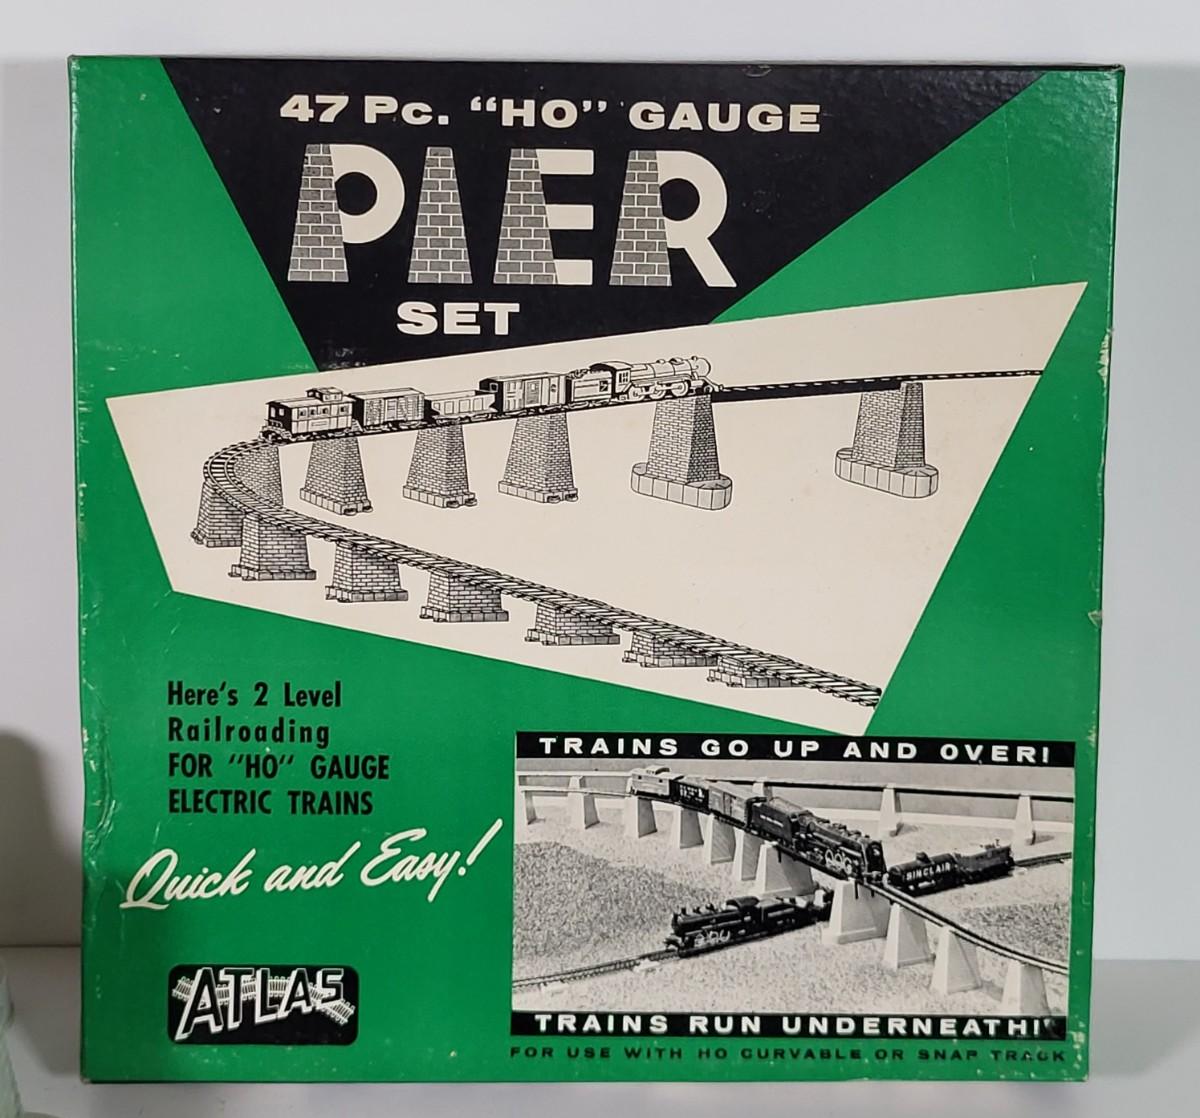 47 Pc. “HO” GAUGE
PIER
SET
Here's 2 Level
Railroading
FOR “HO” GAUGE
ELECTRIC TRAINS
Quick and Easy!
ATLAS
TRAINS GO UP AND OVER!
SINCLAIR
TRAINS RUN UNDERNEATH!
FOR USE WITH HO CURVABLE OR SNAP TRACK